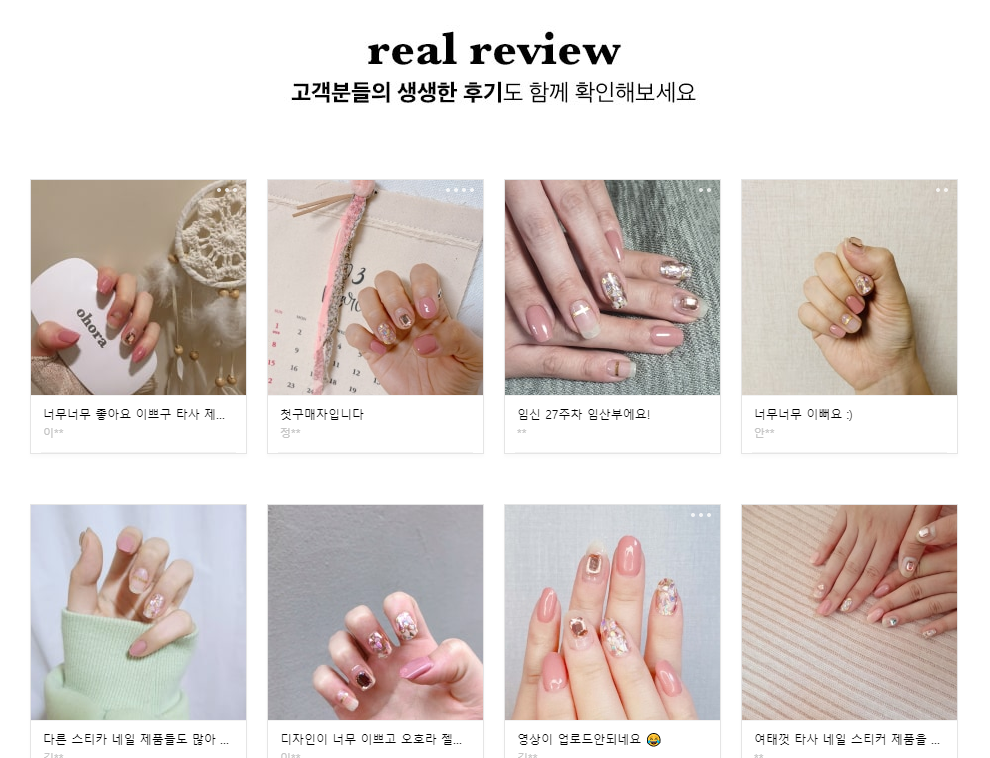 real review
고객분들의 생생한 후기도 함께 확인해보세요
ohora
너무너무 좋아요 이쁘구 타사 제...
이**
첫구매자입니다
정**
임신 27주차 임산부에요!
**
너무너무 이뻐요 :)
안**
다른 스티카 네일 제품들도 많아 ...
디자인이 너무 이쁘고 오호라 젤...
영상이 업로드안되네요 😂
여태껏 타사 네일 스티커 제품을 ...